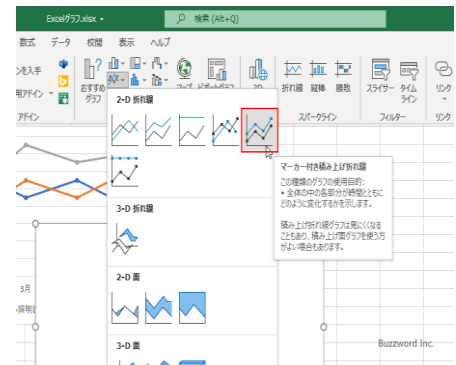 Excelグラフ.xlsx
検索 (Alt+Q)
数式 データ 校閲 表示 ヘルプ
ンを入手
用アドイン
アドイン
おすすめ
グラフ
マップ ピボットグラフ 3D
折れ線 縦棒 勝敗
スパークライン
スライサー タイム
ライン
フィルター
リンク
リンク
2-D 折れ線
マーカー付き積み上げ折れ線
この種類のグラフの使用目的:
• 全体の中の各部分が時間とともに
どのように変化するかを示します。
積み上げ折れ線グラフは見にくくなる
こともあり、積み上げ面グラフを使う方
がよい場合もあります。
3-D 折れ線
3月
照明器
2-D 面
3-D 面
Buzzword Inc.